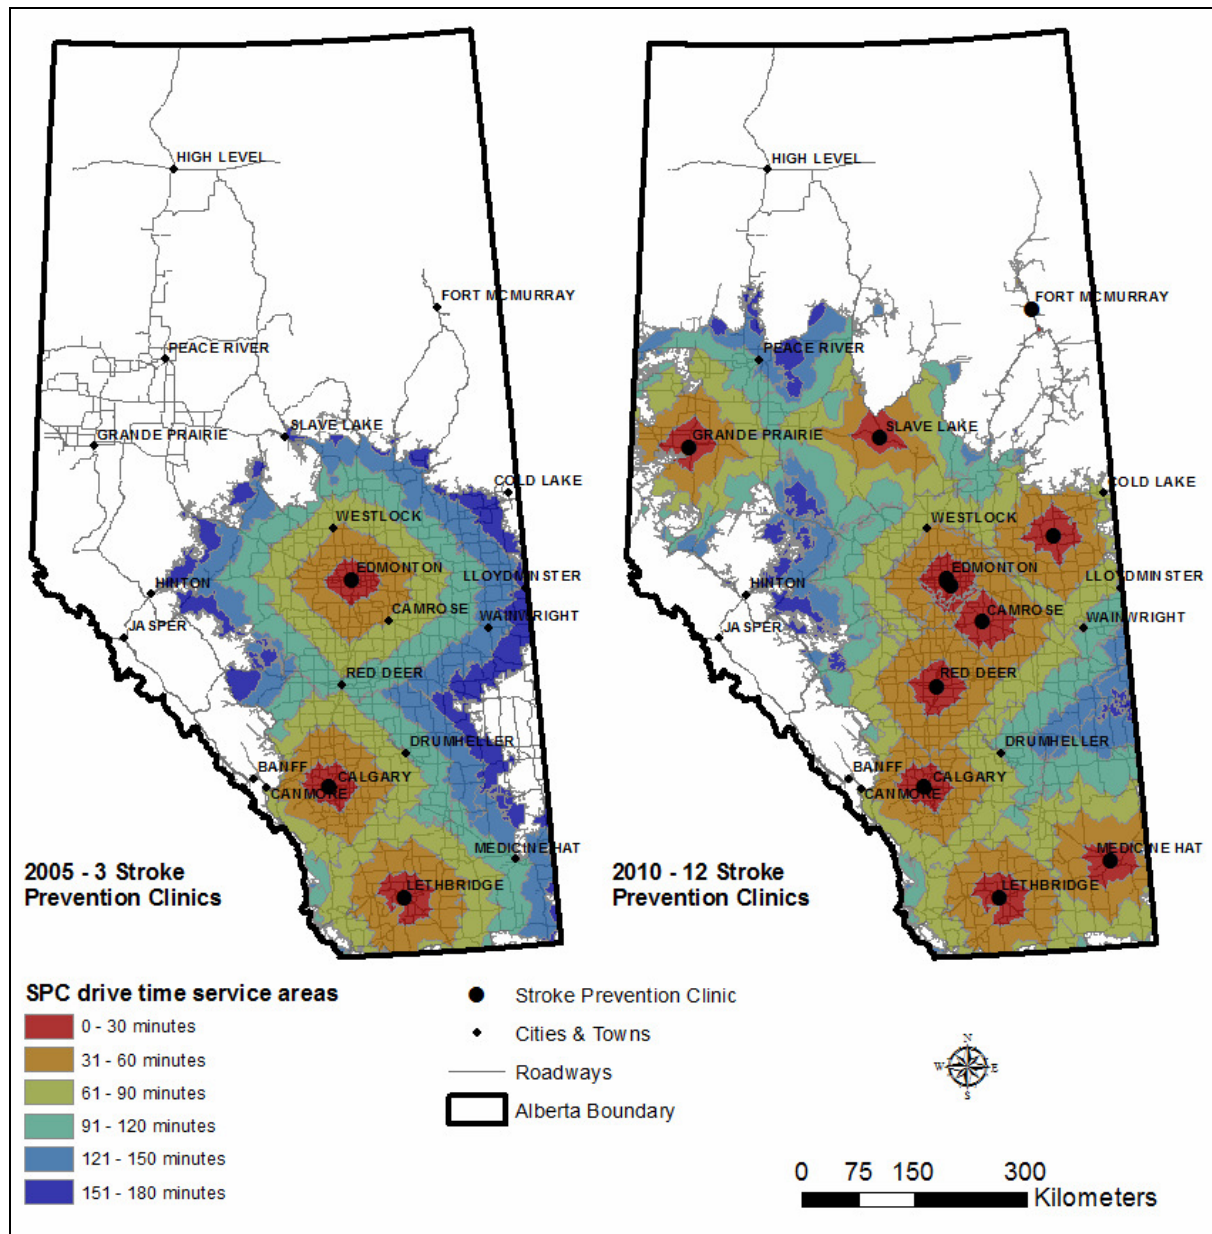 HIGH LEVEL
FORT MCMURRAY
PEACE RIVER
GRANDE PRAIRIE
SLAVE LAKE
COLD LAKE
WESTLOCK
EDMONTON
LLOYDMINSTER
HINTON
CAMROSE
WAINWRIGHT
JASPER
RED DEER
DRUMHELLER
BANFF
CALGARY
CANMORE
MEDICINE HAT
LETHBRIDGE
2005 - 3 Stroke
Prevention Clinics
HIGH LEVEL
FORT MCMURRAY
PEACE RIVER
GRANDE PRAIRIE
SLAVE LAKE
COLD LAKE
WESTLOCK
EDMONTON
LLOYDMINSTER
HINTON
CAMROSE
WAINWRIGHT
JASPER
RED DEER
DRUMHELLER
BANFF
CALGARY
CANMORE
MEDICINE HAT
LETHBRIDGE
2010 - 12 Stroke
Prevention Clinics
SPC drive time service areas
0 - 30 minutes
31 - 60 minutes
61 - 90 minutes
91 - 120 minutes
121 - 150 minutes
151 - 180 minutes
Stroke Prevention Clinic
Cities & Towns
Roadways
Alberta Boundary
N
W E
S
0 75 150 300
Kilometers